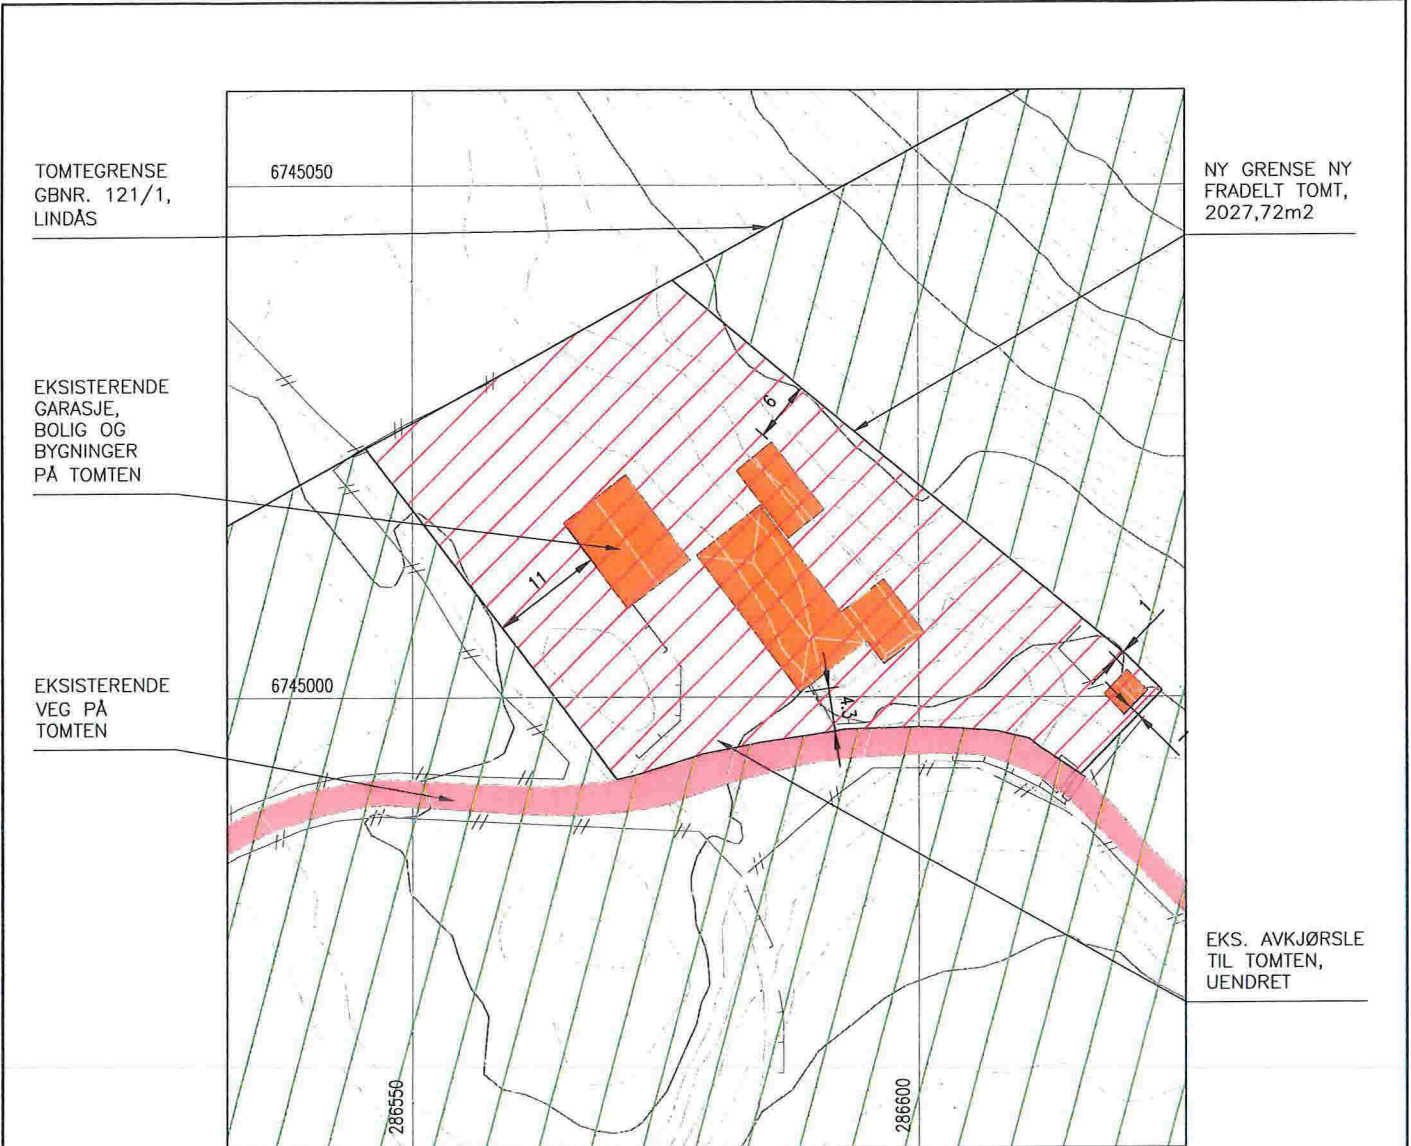 TOMTEGRENSE
GBNR. 121/1,
LINDÅS
6745050
NY GRENSE NY
FRADELT TOMT,
2027,72m2
EKSISTERENDE
GARASJE,
BOLIG OG
BYGNINGER
PÅ TOMTEN
6
11
1
EKSISTERENDE
VEG PÅ
TOMTEN
6745000
4.3
1
EKS. AVKJØRSLE
TIL TOMTEN,
UENDRET
286550
286600